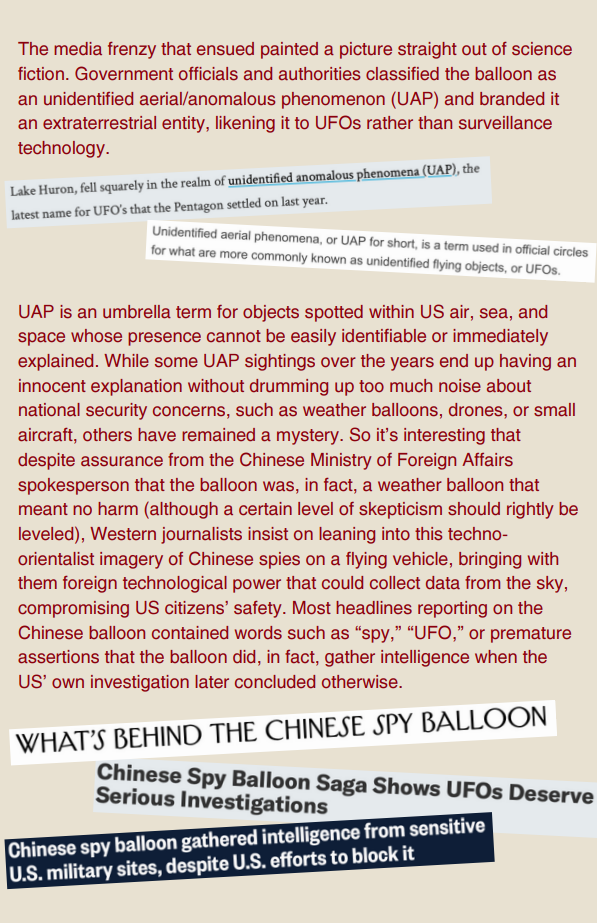 The media frenzy that ensued painted a picture straight out of science
fiction. Government officials and authorities classified the balloon as
an unidentified aerial/anomalous phenomenon (UAP) and branded it
an extraterrestrial entity, likening it to UFOs rather than surveillance
technology.
Lake Huron, fell squarely in the realm of unidentified anomalous phenomena (UAP), the
latest name for UFO's that the Pentagon settled on last year.
Unidentified aerial phenomena, or UAP for short, is a term used in official circles
for what are more commonly known as unidentified flying objects, or UFOs.
UAP is an umbrella term for objects spotted within US air, sea, and
space whose presence cannot be easily identifiable or immediately
explained. While some UAP sightings over the years end up having an
innocent explanation without drumming up too much noise about
national security concerns, such as weather balloons, drones, or small
aircraft, others have remained a mystery. So it’s interesting that
despite assurance from the Chinese Ministry of Foreign Affairs
spokesperson that the balloon was, in fact, a weather balloon that
meant no harm (although a certain level of skepticism should rightly be
leveled), Western journalists insist on leaning into this techno-
orientalist imagery of Chinese spies on a flying vehicle, bringing with
them foreign technological power that could collect data from the sky,
compromising US citizens’ safety. Most headlines reporting on the
Chinese balloon contained words such as “spy,” “UFO,” or premature
assertions that the balloon did, in fact, gather intelligence when the
US’ own investigation later concluded otherwise.
WHAT'S BEHIND THE CHINESE SPY BALLOON
Chinese Spy Balloon Saga Shows UFOs Deserve
Serious Investigations
Chinese spy balloon gathered intelligence from sensitive
U.S. military sites, despite U.S. efforts to block it